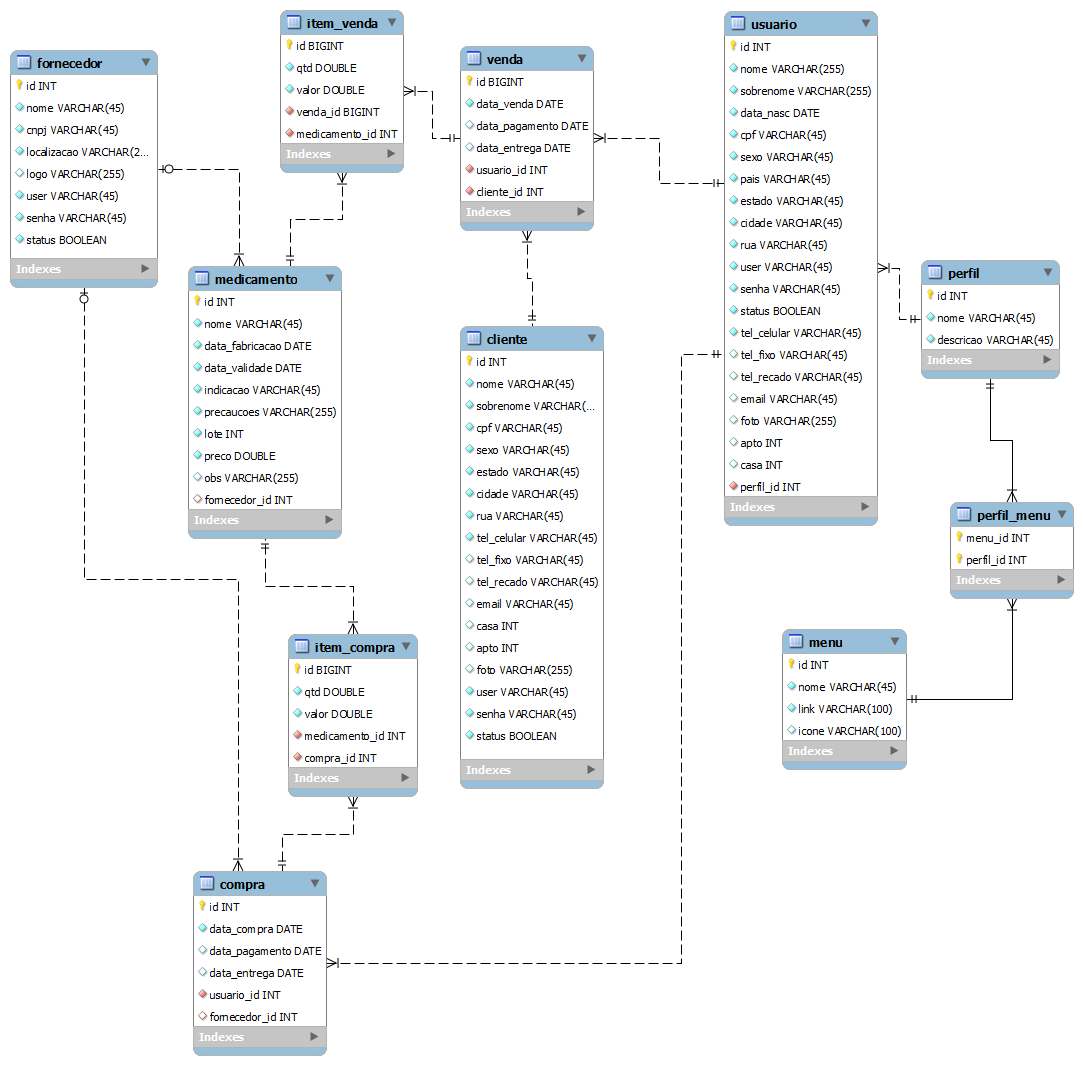 fornecedor
id INT
nome VARCHAR(45)
cnpj VARCHAR(45)
localizacao VARCHAR(2...
logo VARCHAR(255)
user VARCHAR(45)
senha VARCHAR(45)
status BOOLEAN
Indexes
item_venda
id BIGINT
qtd DOUBLE
valor DOUBLE
venda_id BIGINT
medicamento_id INT
Indexes
venda
id BIGINT
data_venda DATE
data_pagamento DATE
data_entrega DATE
usuario_id INT
cliente_id INT
Indexes
usuario
id INT
nome VARCHAR(255)
sobrenome VARCHAR(255)
data_nasc DATE
cpf VARCHAR(45)
sexo VARCHAR(45)
pais VARCHAR(45)
estado VARCHAR(45)
cidade VARCHAR(45)
rua VARCHAR(45)
user VARCHAR(45)
senha VARCHAR(45)
status BOOLEAN
tel_celular VARCHAR(45)
tel_fixo VARCHAR(45)
tel_recado VARCHAR(45)
email VARCHAR(45)
foto VARCHAR(255)
apto INT
casa INT
perfil_id INT
Indexes
perfil
id INT
nome VARCHAR(45)
descricao VARCHAR(45)
Indexes
medicamento
id INT
nome VARCHAR(45)
data_fabricacao DATE
data_validade DATE
indicacao VARCHAR(45)
precaucoes VARCHAR(255)
lote INT
preco DOUBLE
obs VARCHAR(255)
fornecedor_id INT
Indexes
cliente
id INT
nome VARCHAR(45)
sobrenome VARCHAR(...
cpf VARCHAR(45)
sexo VARCHAR(45)
estado VARCHAR(45)
cidade VARCHAR(45)
rua VARCHAR(45)
tel_celular VARCHAR(45)
tel_fixo VARCHAR(45)
tel_recado VARCHAR(45)
email VARCHAR(45)
casa INT
apto INT
foto VARCHAR(255)
user VARCHAR(45)
senha VARCHAR(45)
status BOOLEAN
Indexes
perfil_menu
menu_id INT
perfil_id INT
Indexes
item_compra
id BIGINT
qtd DOUBLE
valor DOUBLE
medicamento_id INT
compra_id INT
Indexes
menu
id INT
nome VARCHAR(45)
link VARCHAR(100)
icone VARCHAR(100)
Indexes
compra
id INT
data_compra DATE
data_pagamento DATE
data_entrega DATE
usuario_id INT
fornecedor_id INT
Indexes